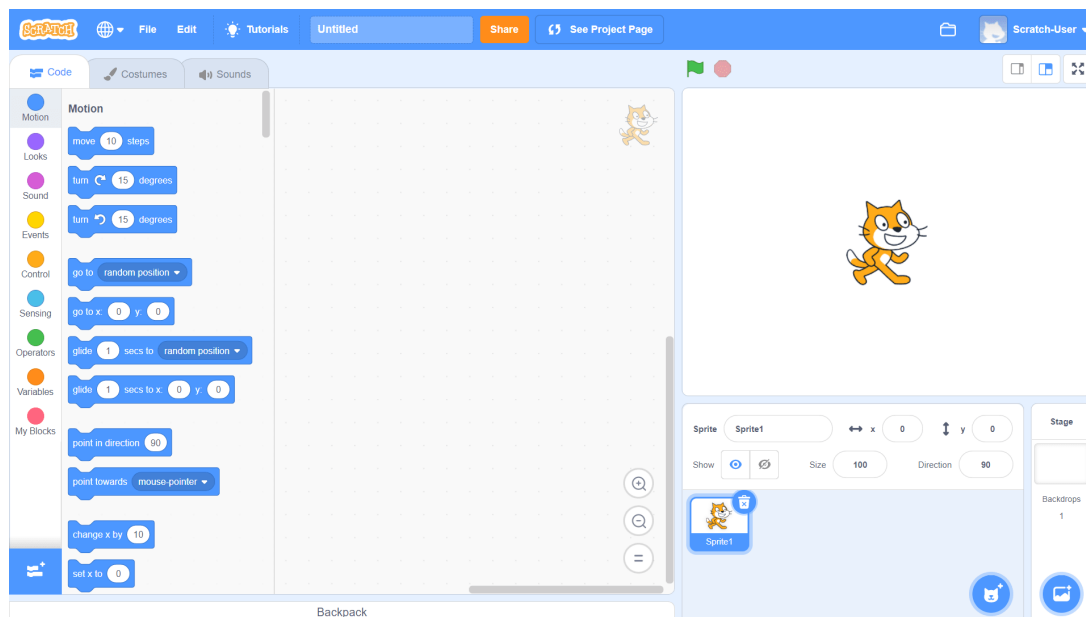 SCRATCH File Edit Tutorials Untitled Share See Project Page Scratch-User
Code Costumes Sounds
Motion
Looks
Sound
Events
Control
Sensing
Operators
Variables
My Blocks
Motion
move 10 steps
turn 15 degrees
turn 15 degrees
go to random position
go to x: 0 y: 0
glide 1 secs to random position
glide 1 secs to x: 0 y: 0
point in direction 90
point towards mouse-pointer
change x by 10
set x to 0
Backpack
Sprite Sprite1 x 0 y 0
Show Size 100 Direction 90
Sprite1
Stage
Backdrops
1